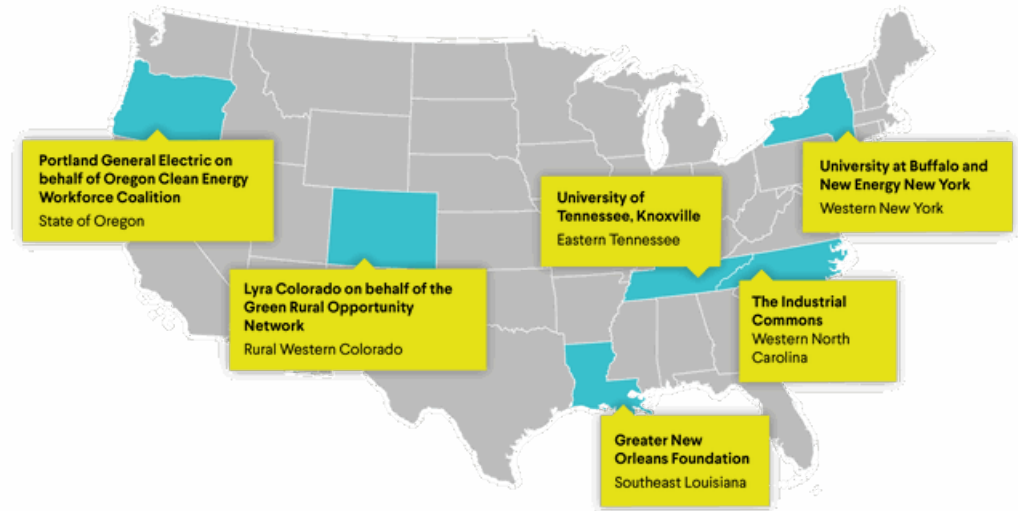 Portland General Electric on
behalf of Oregon Clean Energy
Workforce Coalition
State of Oregon
Lyra Colorado on behalf of the
Green Rural Opportunity
Network
Rural Western Colorado
University of
Tennessee, Knoxville
Eastern Tennessee
University at Buffalo and
New Energy New York
Western New York
The Industrial
Commons
Western North
Carolina
Greater New
Orleans Foundation
Southeast Louisiana